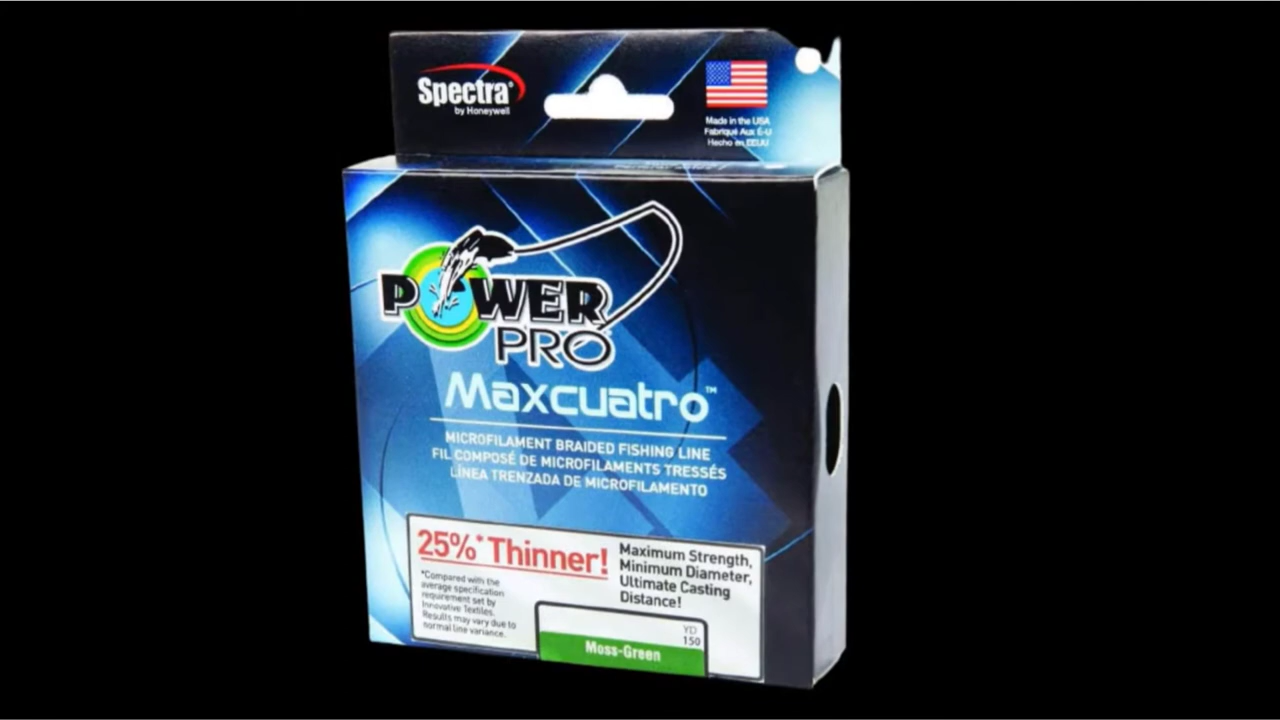 Spectra®
by Honeywell
Made in the USA
Fabriqué Aux É-U
Hecho en EEUU
POWER
PRO
Maxcuatro™
MICROFILAMENT BRAIDED FISHING LINE
FIL COMPOSÉ DE MICROFILAMENTS TRESSÉS
LÍNEA TRENZADA DE MICROFILAMENTO
25%* Thinner!
*Compared with the
average specification
requirement set by
Innovative Textiles.
Results may vary due to
normal line variance.
Maximum Strength,
Minimum Diameter,
Ultimate Casting
Distance!
YD
150
Moss-Green